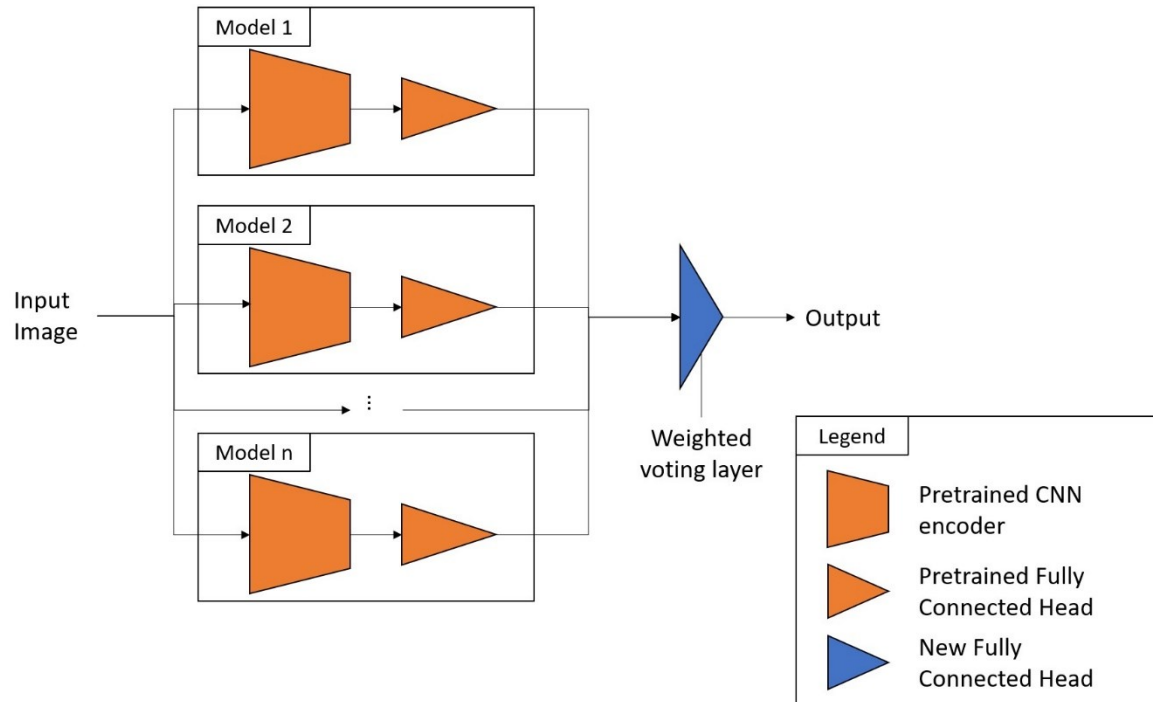 Model 1
Model 2
Input
Image
Output
⋮
Weighted
voting layer
Model n
Legend
Pretrained CNN
encoder
Pretrained Fully
Connected Head
New Fully
Connected Head